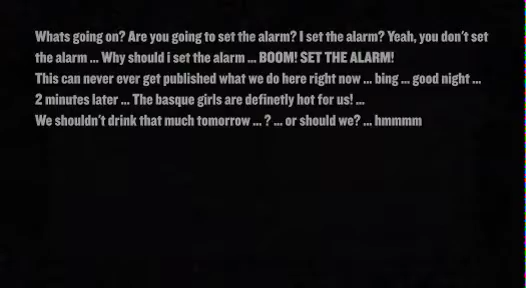 Whats going on? Are you going to set the alarm? I set the alarm? Yeah, you don't set
the alarm ... Why should i set the alarm ... BOOM! SET THE ALARM!
This can never ever get published what we do here right now ... bing ... good night ...
2 minutes later ... The basque girls are definetly hot for us! ...
We shouldn't drink that much tomorrow ... ? ... or should we? ... hmmmm